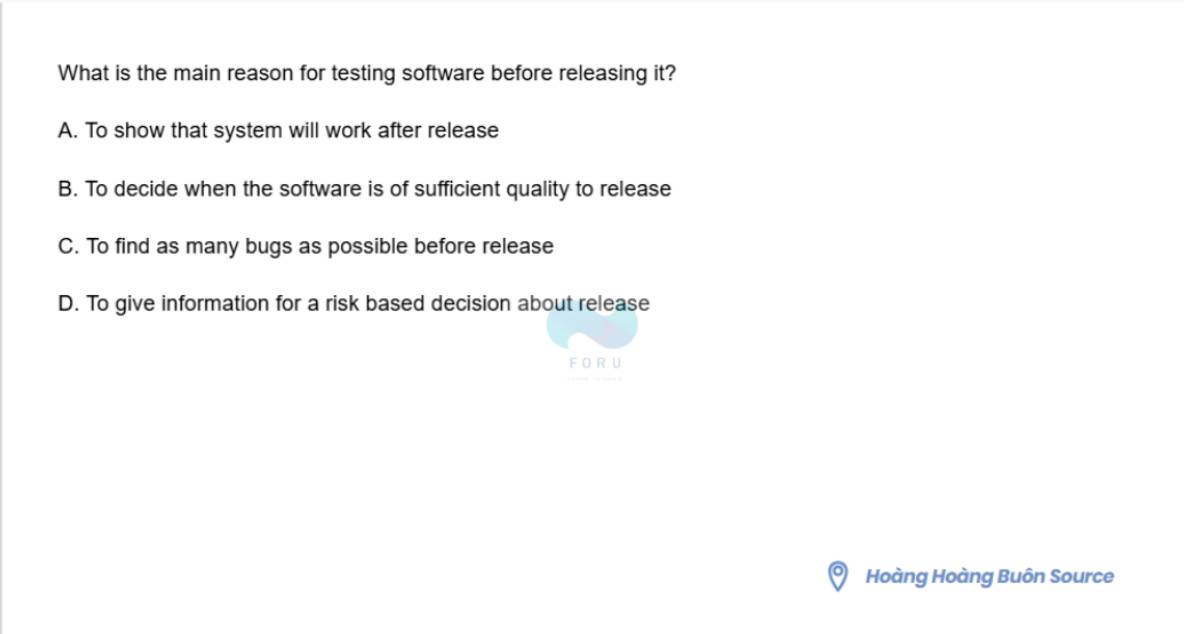 What is the main reason for testing software before releasing it?
A. To show that system will work after release
B. To decide when the software is of sufficient quality to release
C. To find as many bugs as possible before release
D. To give information for a risk based decision about release
FORU
Hoàng Hoàng Buôn Source